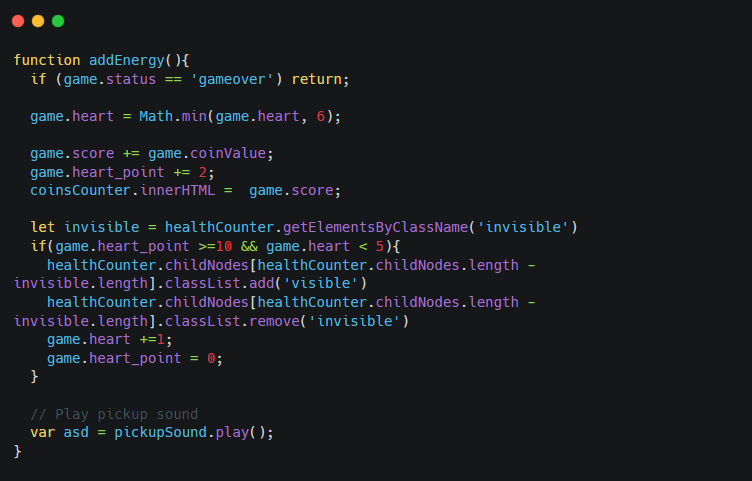 function addEnergy(){
  if (game.status == 'gameover') return;

  game.heart = Math.min(game.heart, 6);

  game.score += game.coinValue;
  game.heart_point += 2;
  coinsCounter.innerHTML =  game.score;

  let invisible = healthCounter.getElementsByClassName('invisible')
  if(game.heart_point >=10 && game.heart < 5){
    healthCounter.childNodes[healthCounter.childNodes.length -
invisible.length].classList.add('visible')
    healthCounter.childNodes[healthCounter.childNodes.length -
invisible.length].classList.remove('invisible')
    game.heart +=1;
    game.heart_point = 0;
  }

  // Play pickup sound
  var asd = pickupSound.play();
}